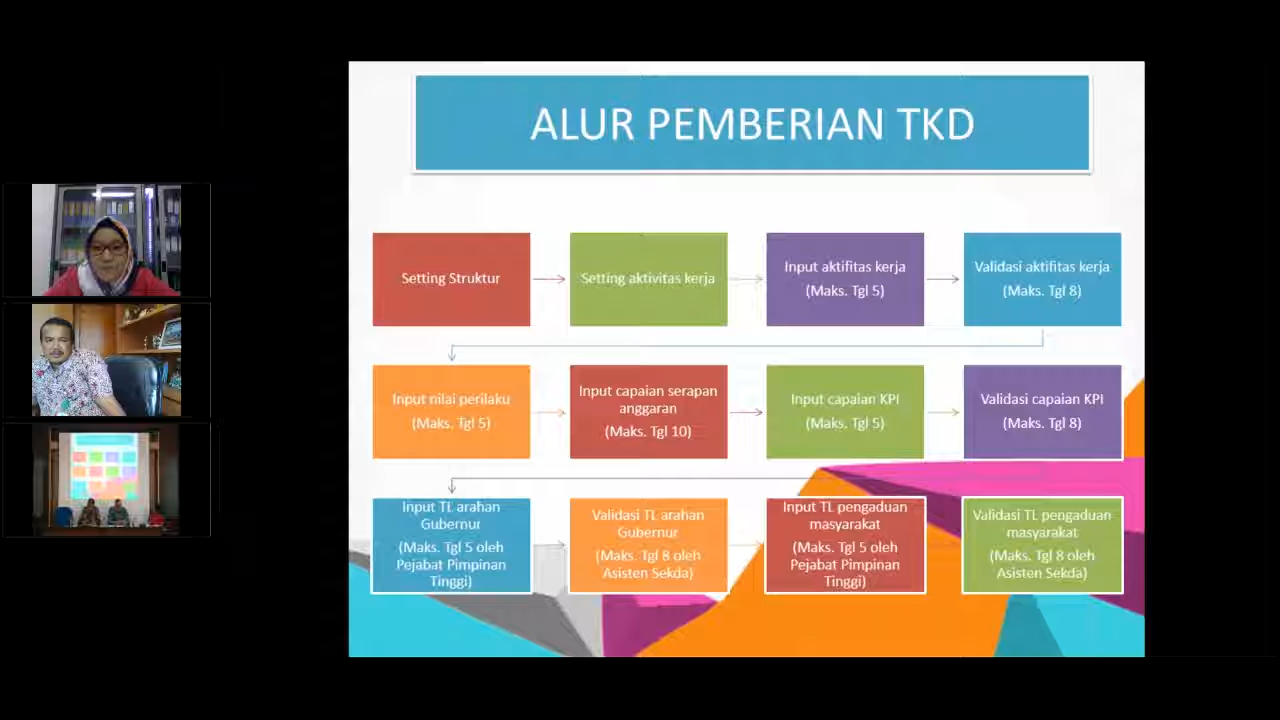 ALUR PEMBERIAN TKD
Setting Struktur
Setting aktivitas kerja
Input aktifitas kerja
(Maks. Tgl 5)
Validasi aktifitas kerja
(Maks. Tgl 8)
Input nilai perilaku
(Maks. Tgl 5)
Input capaian serapan
anggaran
(Maks. Tgl 10)
Input capaian KPI
(Maks. Tgl 5)
Validasi capaian KPI
(Maks. Tgl 8)
Input TL arahan
Gubernur
(Maks. Tgl 5 oleh
Pejabat Pimpinan
Tinggi)
Validasi TL arahan
Gubernur
(Maks. Tgl 8 oleh
Asisten Sekda)
Input TL pengaduan
masyarakat
(Maks. Tgl 5 oleh
Pejabat Pimpinan
Tinggi)
Validasi TL pengaduan
masyarakat
(Maks. Tgl 8 oleh
Asisten Sekda)